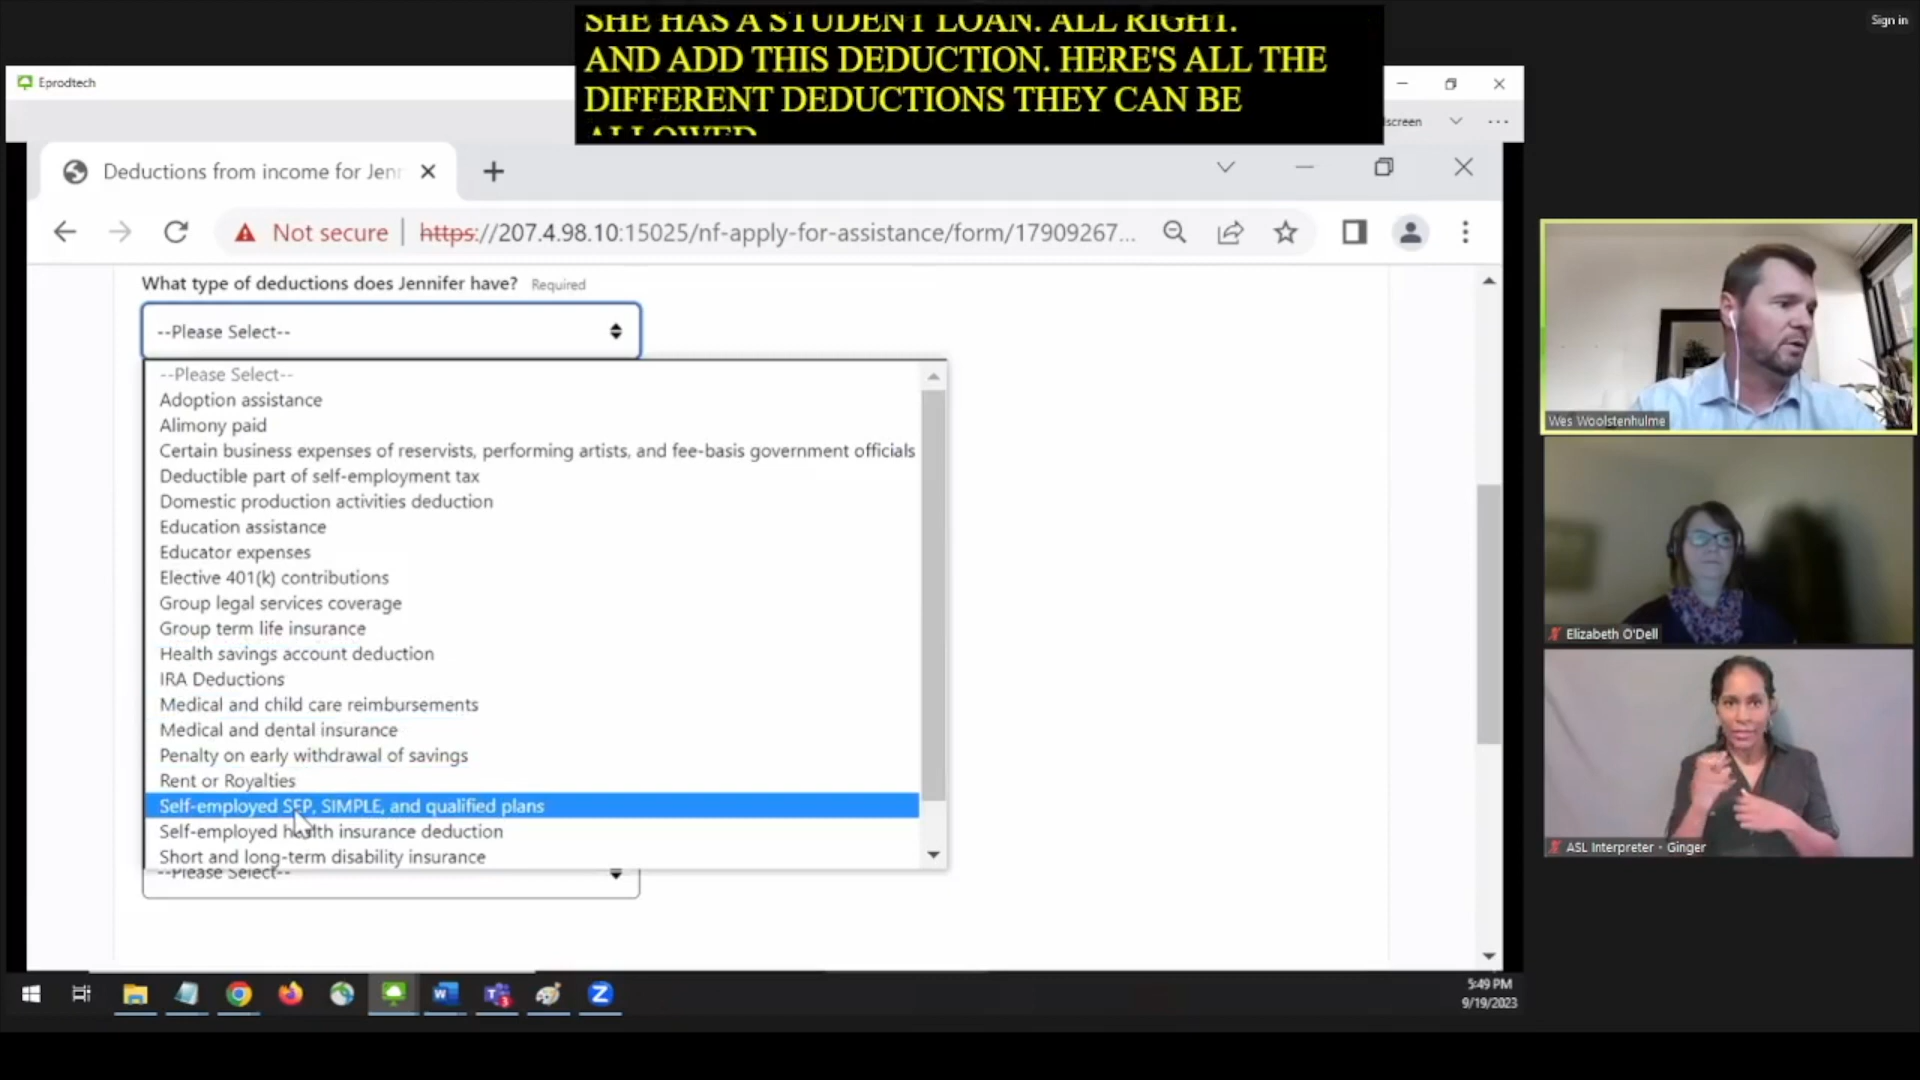 Sign in
SHE HAS A STUDENT LOAN. ALL RIGHT.
AND ADD THIS DEDUCTION. HERE'S ALL THE
DIFFERENT DEDUCTIONS THEY CAN BE
ALLOWED
Eprodtech
Deductions from income for Jenn
Not secure
https://207.4.98.10:15025/nf-apply-for-assistance/form/17909267...
What type of deductions does Jennifer have? Required
--Please Select--
--Please Select--
Adoption assistance
Alimony paid
Certain business expenses of reservists, performing artists, and fee-basis government officials
Deductible part of self-employment tax
Domestic production activities deduction
Education assistance
Educator expenses
Elective 401(k) contributions
Group legal services coverage
Group term life insurance
Health savings account deduction
IRA Deductions
Medical and child care reimbursements
Medical and dental insurance
Penalty on early withdrawal of savings
Rent or Royalties
Self-employed SEP, SIMPLE, and qualified plans
Self-employed health insurance deduction
Short and long-term disability insurance
--Please Select--
Wes Woolstenhulme
Elizabeth O'Dell
ASL Interpreter - Ginger
5:49 PM
9/19/2023